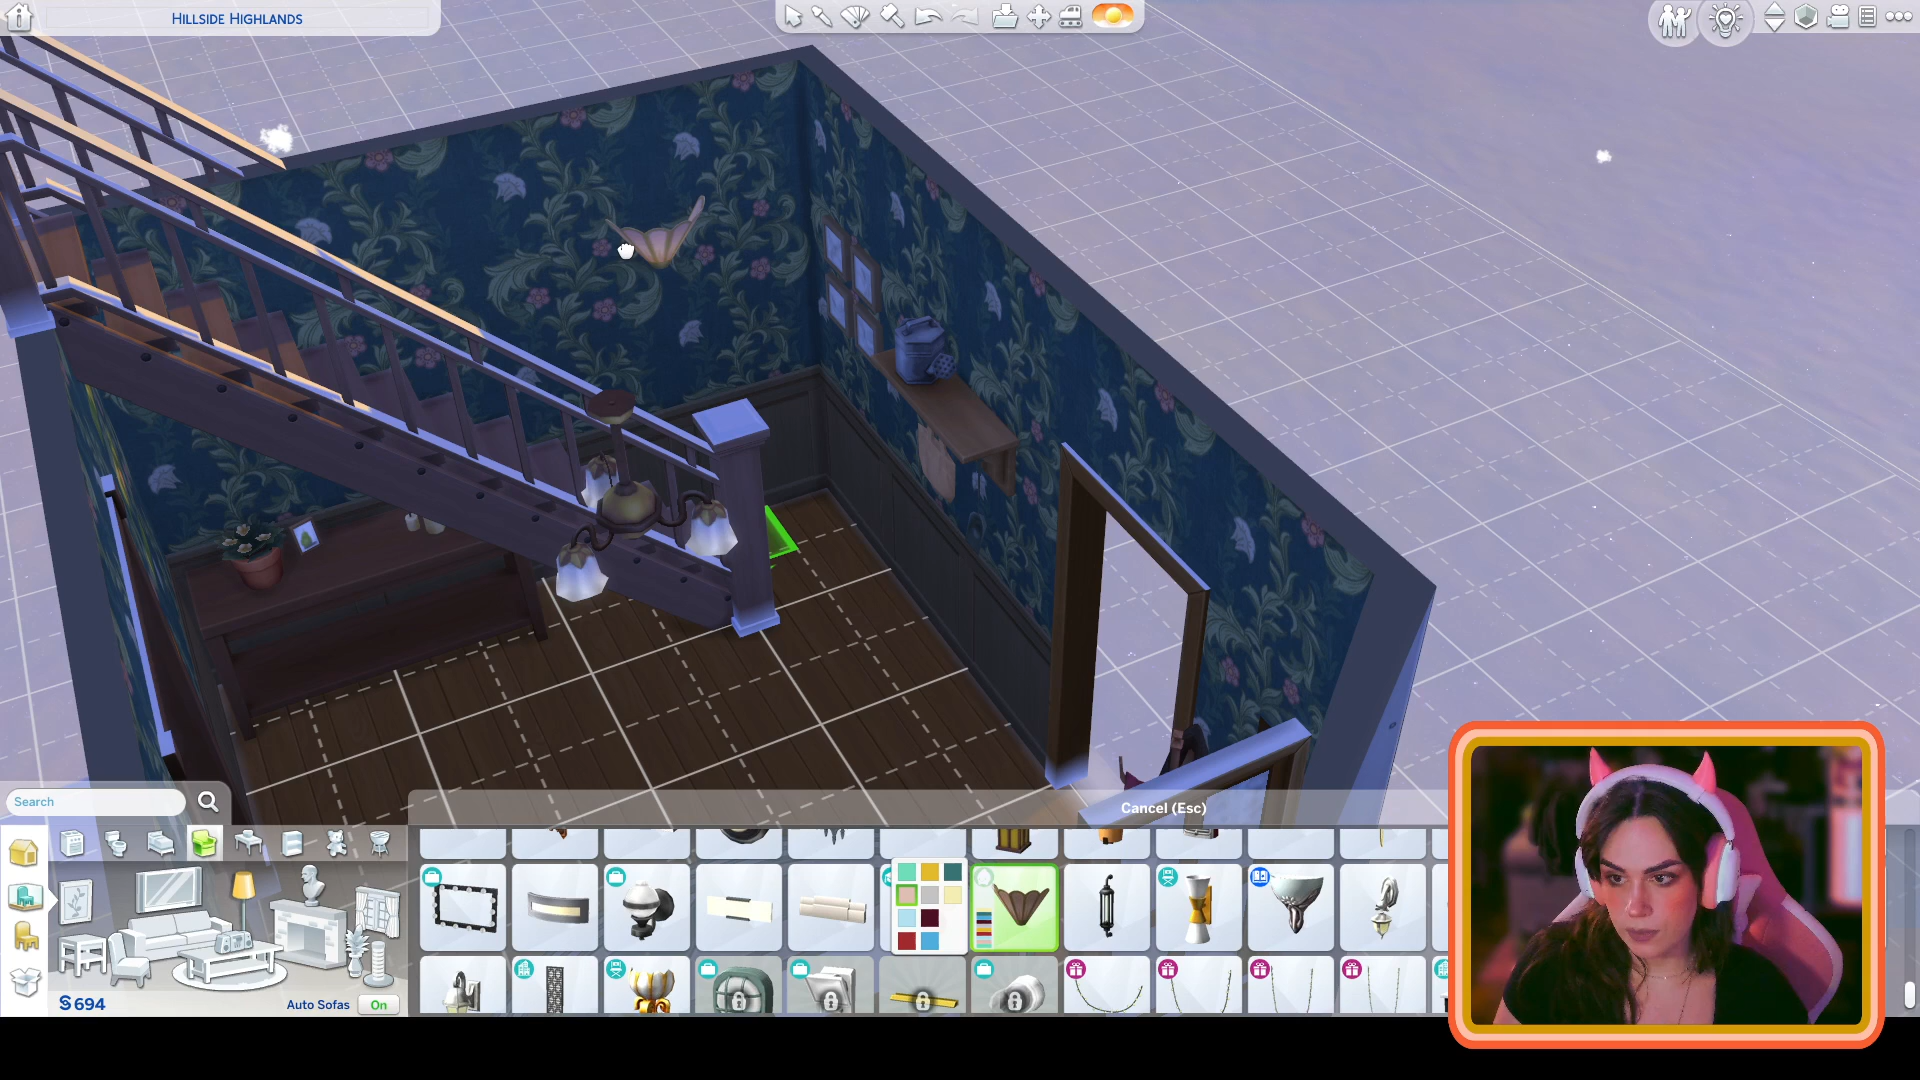 HILLSIDE HIGHLANDS
Search
Cancel (Esc)
§694
Auto Sofas
On